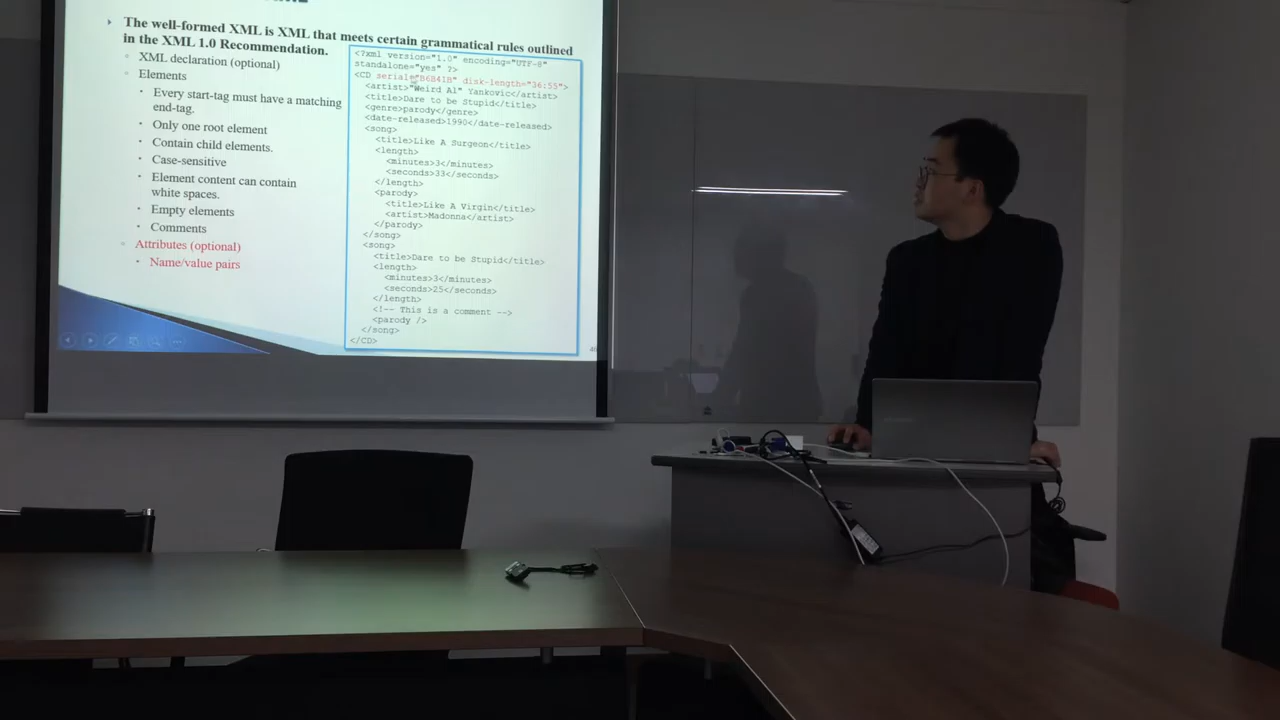 The well-formed XML is XML that meets certain grammatical rules outlined
in the XML 1.0 Recommendation.
XML declaration (optional)
Elements
Every start-tag must have a matching
end-tag.
Only one root element
Contain child elements.
Case-sensitive
Element content can contain
white spaces.
Empty elements
Comments
Attributes (optional)
Name/value pairs
<?xml version="1.0" encoding="UTF-8"
standalone="yes" ?>
<CD serial="B6B41B" disk-length="36:55">
<artist>"Weird Al" Yankovic</artist>
<title>Dare to be Stupid</title>
<genre>parody</genre>
<date-released>1990</date-released>
<song>
<title>Like A Surgeon</title>
<length>
<minutes>3</minutes>
<seconds>33</seconds>
</length>
<parody>
<title>Like A Virgin</title>
<artist>Madonna</artist>
</parody>
</song>
<song>
<title>Dare to be Stupid</title>
<length>
<minutes>3</minutes>
<seconds>25</seconds>
</length>
<!-- This is a comment -->
<parody />
</song>
</CD>